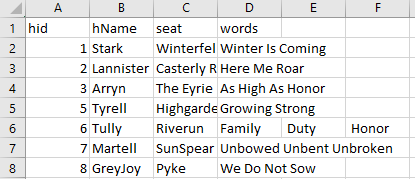 A B C D E F
1 hid hName seat words
2 1 Stark Winterfel Winter Is Coming
3 2 Lannister Casterly R Here Me Roar
4 3 Arryn The Eyrie As High As Honor
5 5 Tyrell Highgarde Growing Strong
6 6 Tully Riverun Family Duty Honor
7 7 Martell SunSpear Unbowed Unbent Unbroken
8 8 GreyJoy Pyke We Do Not Sow